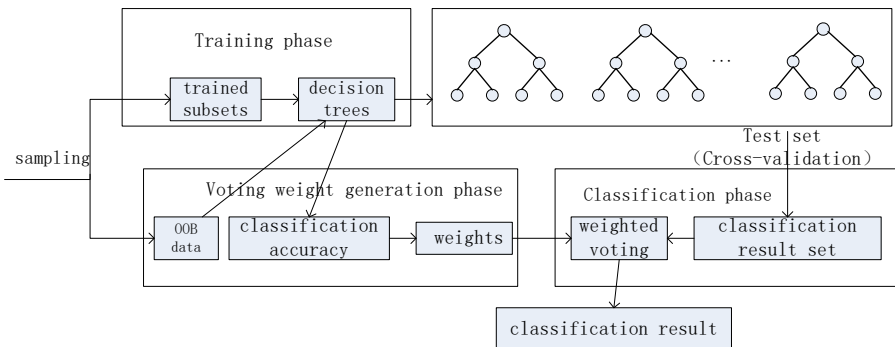 Training phase
trained
subsets
decision
trees
...
sampling
Test set
（Cross-validation）
Voting weight generation phase
OOB
data
classification
accuracy
weights
Classification phase
weighted
voting
classification
result set
classification result